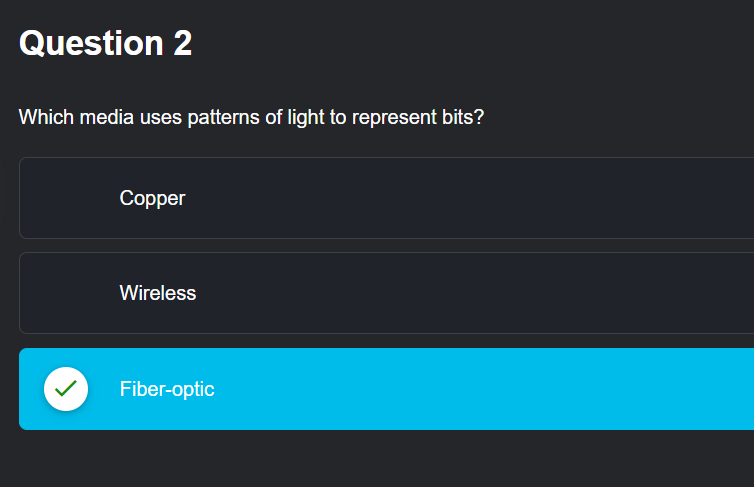 Question 2
Which media uses patterns of light to represent bits?
Copper
Wireless
Fiber-optic